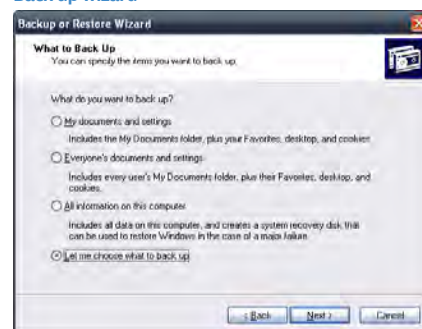 Backup wizard
Backup or Restore Wizard
What to Back Up
You can specify the items you want to back up.
What do you want to back up?
My documents and settings
Includes the My Documents folder, plus your Favorites, desktop, and cookies.
Everyone's documents and settings
Includes every user's My Documents folder, plus their Favorites, desktop, and
cookies.
All information on this computer
Includes all data on this computer, and creates a system recovery disk that
can be used to restore Windows in the case of a major failure.
Let me choose what to back up
< Back
Next >
Cancel